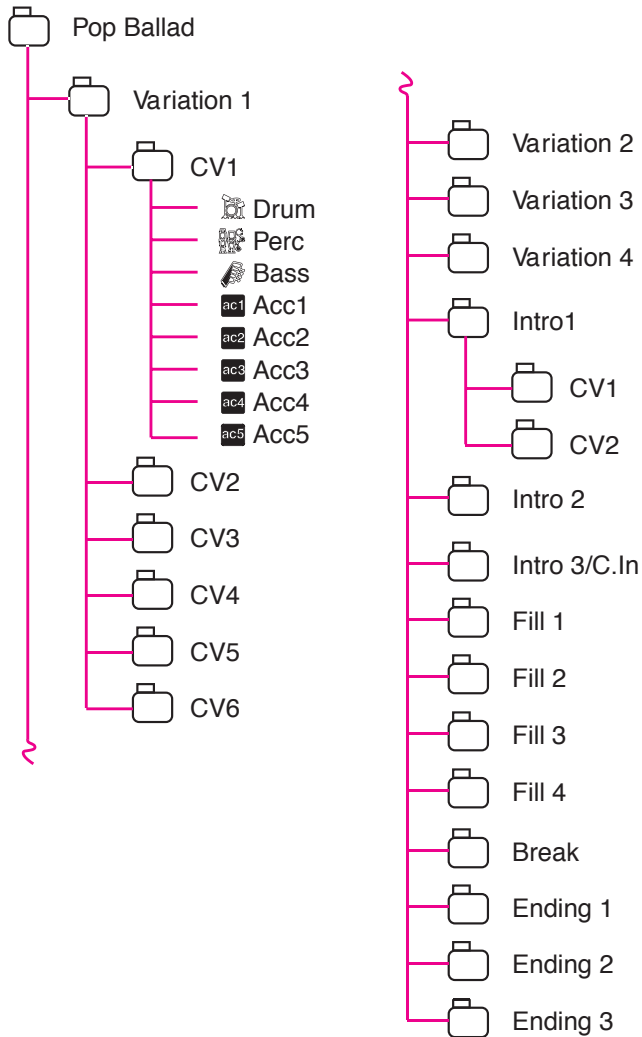 Pop Ballad
Variation 1
CV1
Drum
Perc
Bass
ac1 Acc1
ac2 Acc2
ac3 Acc3
ac4 Acc4
ac5 Acc5
CV2
CV3
CV4
CV5
CV6
Variation 2
Variation 3
Variation 4
Intro1
CV1
CV2
Intro 2
Intro 3/C.In
Fill 1
Fill 2
Fill 3
Fill 4
Break
Ending 1
Ending 2
Ending 3